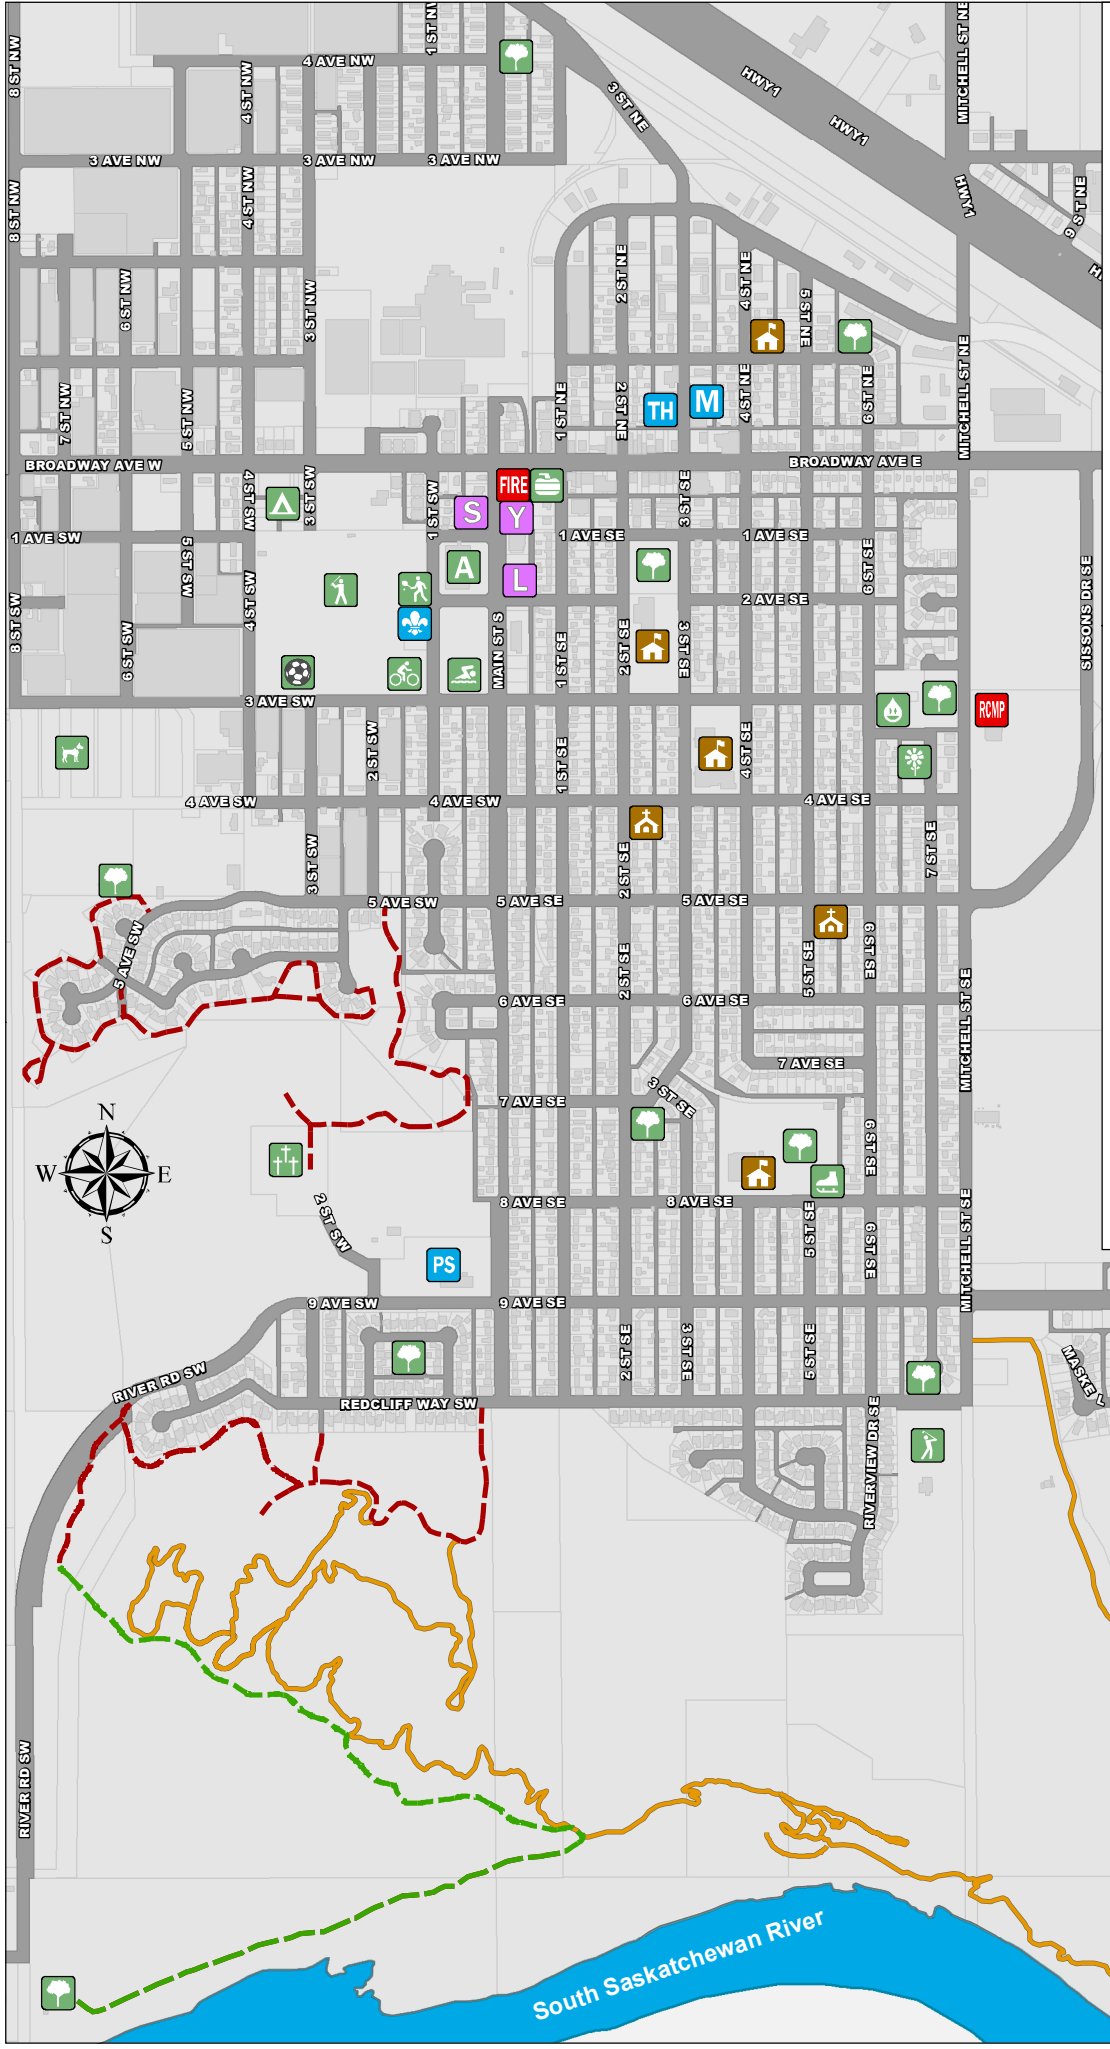 1 ST NW
MITCHELL ST NE
8 ST NW
4 AVE NW
HWY1
4 ST NW
3 ST NE
HWY1
3 AVE NW
3 AVE NW
3 AVE NW
8 ST NW
4 ST NW
HWY1
6 ST NE
2 ST NE
4 ST NE
6 ST NW
3 ST NW
5 ST NE
MITCHELL ST NE
7 ST NW
5 ST NW
1 ST NE
2 ST NE
TH
M
4 ST NE
6 ST NE
MITCHELL ST NE
BROADWAY AVE W
BROADWAY AVE E
4 ST SW
3 ST SW
1 ST SW
FIRE
S
Y
3 ST SE
1 AVE SW
1 AVE SE
1 AVE SE
5 ST SW
A
L
6 ST SE
8 ST SW
4 ST SW
2 AVE SE
SISSONS DR SE
6 ST SW
MAIN ST S
1 ST SE
2 ST SE
3 ST SE
3 AVE SW
RCMP
2 ST SW
1 ST SE
4 ST SE
4 AVE SW
4 AVE SW
4 AVE SE
3 ST SW
2 ST SE
7 ST SE
5 AVE SW
5 AVE SE
5 AVE SE
5 AVE SW
2 ST SE
5 ST SE
6 ST SE
6 AVE SE
6 AVE SE
MITCHELL ST SE
7 AVE SE
3 ST SE
7 AVE SE
N
W
E
S
6 ST SE
8 AVE SE
8 AVE SE
2 ST SW
5 ST SE
6 ST SE
MITCHELL ST SE
PS
9 AVE SW
9 AVE SE
2 ST SE
3 ST SE
5 ST SE
RIVER RD SW
MASKE
REDCLIFF WAY SW
RIVERVIEW DR SE
RIVER RD SW
South Saskatchewan River